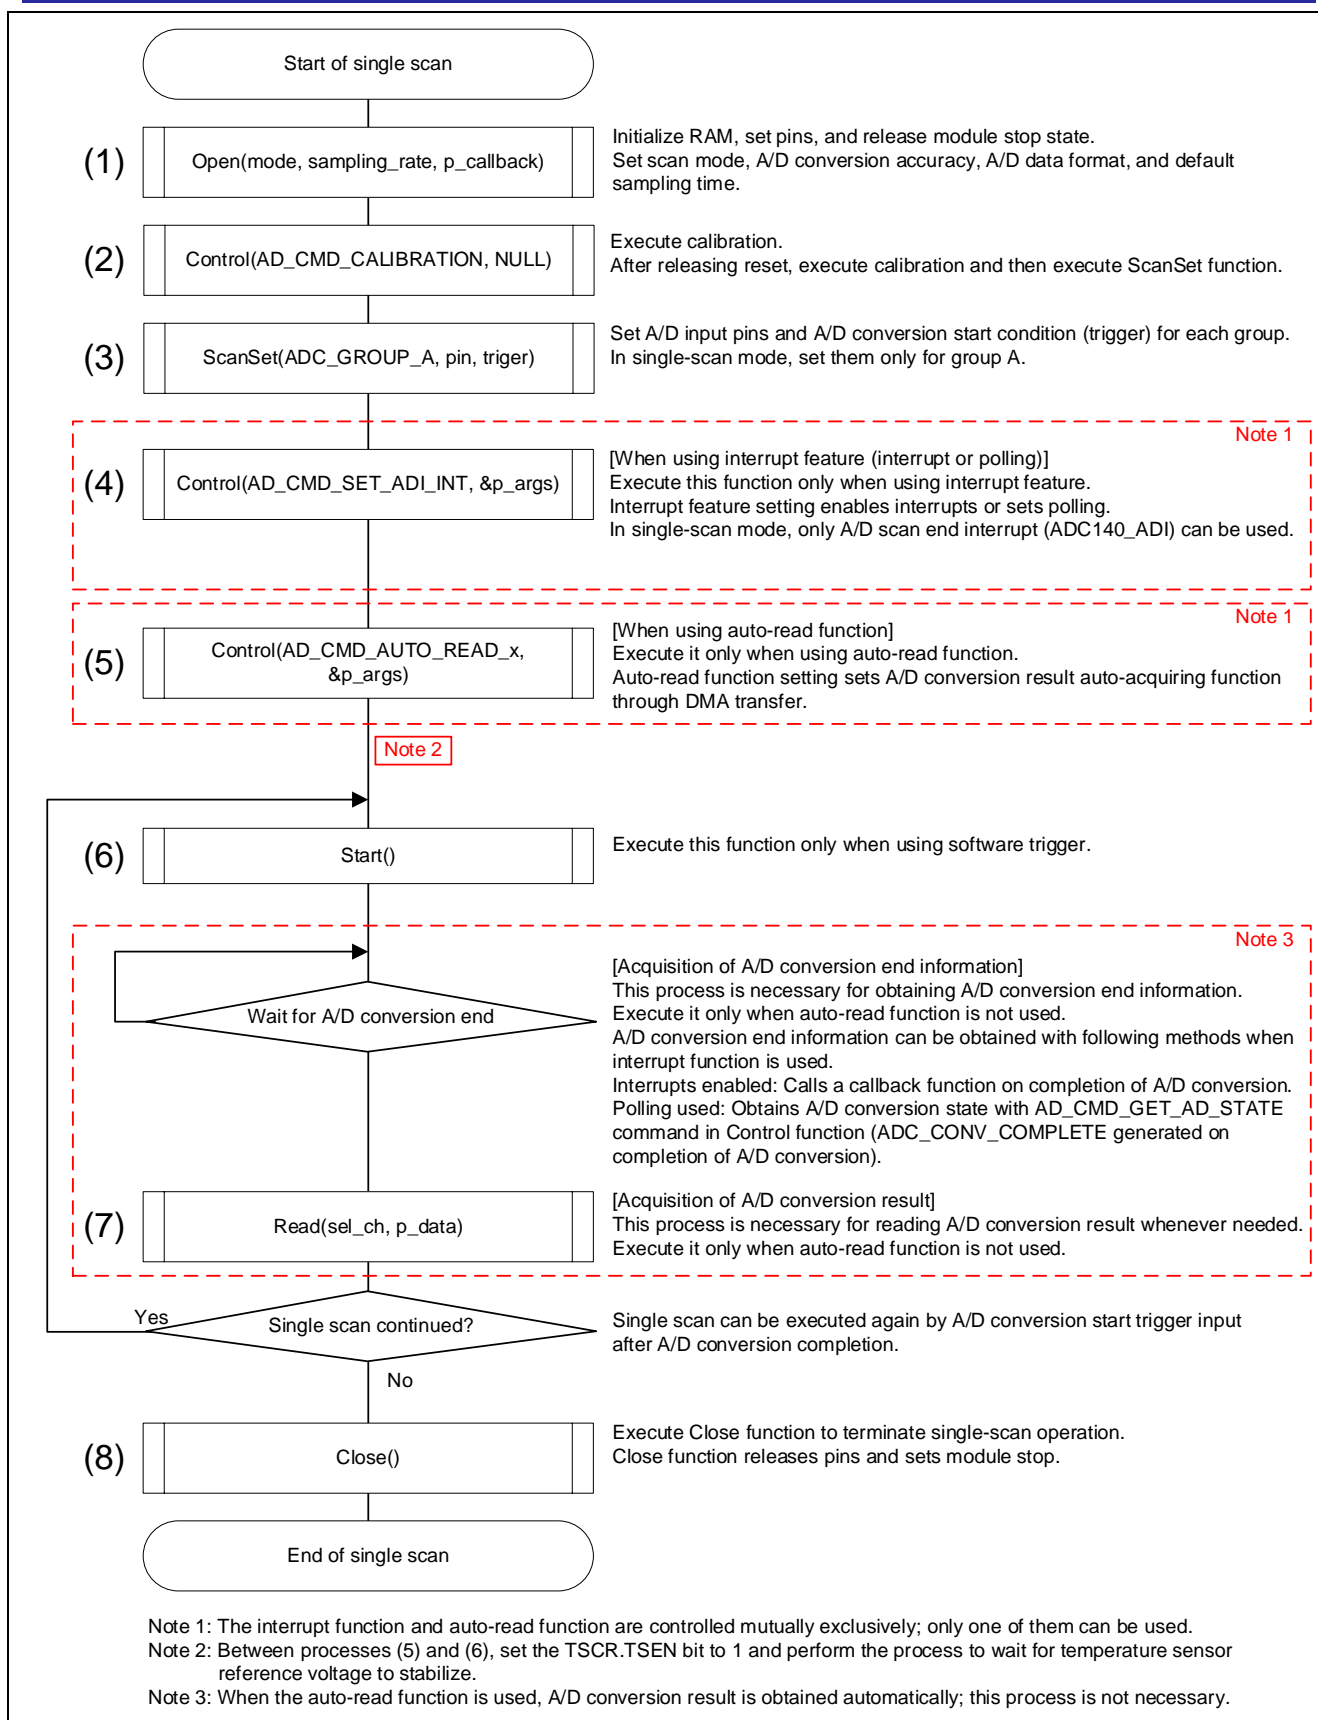 Start of single scan
(1)
Open(mode, sampling_rate, p_callback)
Initialize RAM, set pins, and release module stop state.
Set scan mode, A/D conversion accuracy, A/D data format, and default
sampling time.
(2)
Control(AD_CMD_CALIBRATION, NULL)
Execute calibration.
After releasing reset, execute calibration and then execute ScanSet function.
(3)
ScanSet(ADC_GROUP_A, pin, triger)
Set A/D input pins and A/D conversion start condition (trigger) for each group.
In single-scan mode, set them only for group A.
Note 1
(4)
Control(AD_CMD_SET_ADI_INT, &p_args)
[When using interrupt feature (interrupt or polling)]
Execute this function only when using interrupt feature.
Interrupt feature setting enables interrupts or sets polling.
In single-scan mode, only A/D scan end interrupt (ADC140_ADI) can be used.
Note 1
(5)
Control(AD_CMD_AUTO_READ_x,
&p_args)
[When using auto-read function]
Execute it only when using auto-read function.
Auto-read function setting sets A/D conversion result auto-acquiring function
through DMA transfer.
Note 2
(6)
Start()
Execute this function only when using software trigger.
Note 3
Wait for A/D conversion end
[Acquisition of A/D conversion end information]
This process is necessary for obtaining A/D conversion end information.
Execute it only when auto-read function is not used.
A/D conversion end information can be obtained with following methods when
interrupt function is used.
Interrupts enabled: Calls a callback function on completion of A/D conversion.
Polling used: Obtains A/D conversion state with AD_CMD_GET_AD_STATE
command in Control function (ADC_CONV_COMPLETE generated on
completion of A/D conversion).
(7)
Read(sel_ch, p_data)
[Acquisition of A/D conversion result]
This process is necessary for reading A/D conversion result whenever needed.
Execute it only when auto-read function is not used.
Yes
Single scan continued?
Single scan can be executed again by A/D conversion start trigger input
after A/D conversion completion.
No
(8)
Close()
Execute Close function to terminate single-scan operation.
Close function releases pins and sets module stop.
End of single scan
Note 1: The interrupt function and auto-read function are controlled mutually exclusively; only one of them can be used.
Note 2: Between processes (5) and (6), set the TSCR.TSEN bit to 1 and perform the process to wait for temperature sensor
reference voltage to stabilize.
Note 3: When the auto-read function is used, A/D conversion result is obtained automatically; this process is not necessary.